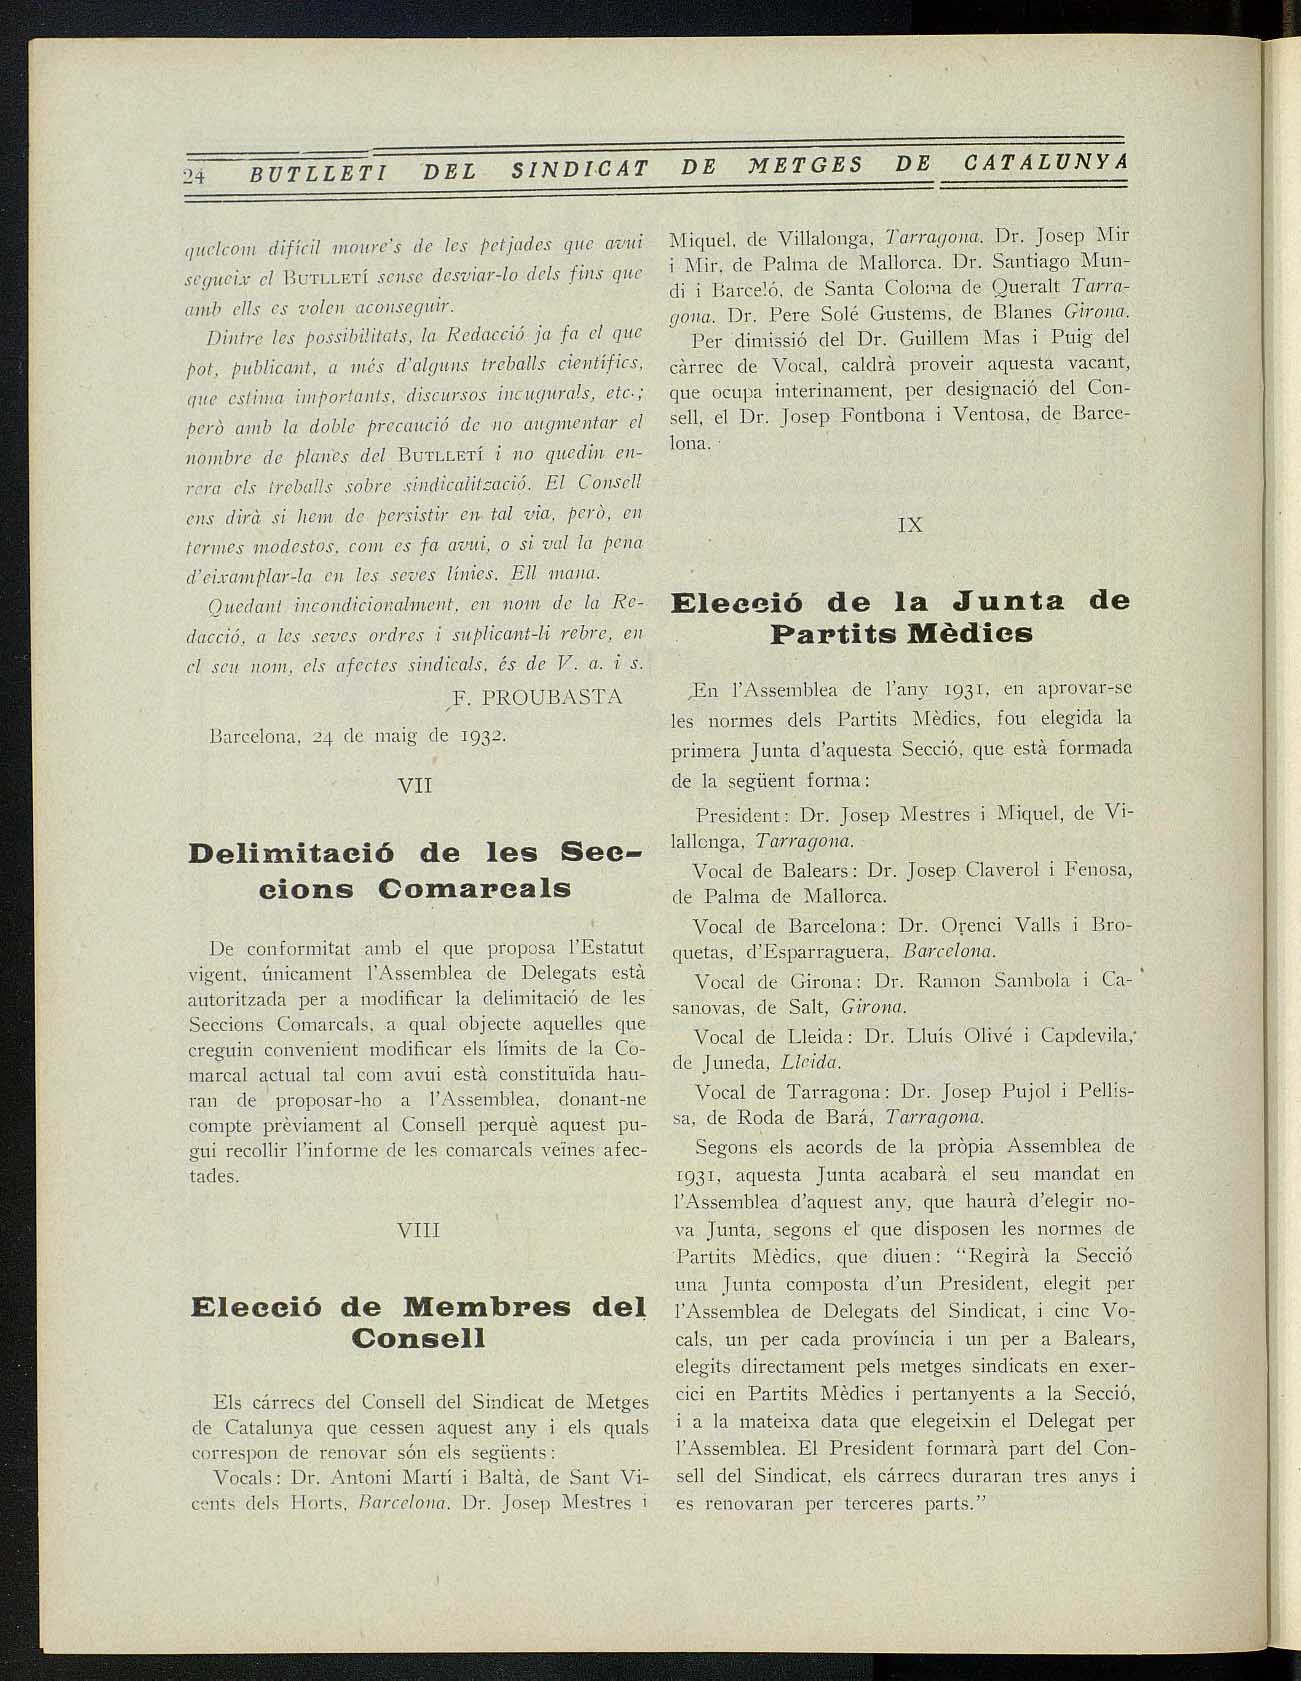 24 BUTLLETI DEL SINDICAT DE METGES DE CATALUNYA
quelcom difícil moure's de les petjades que avui
segueix el BUTLLETÍ sense desviar-lo dels fins que
amb ells es volen aconseguir.
Dintre les possibilitats, la Redacció ja fa el que
pot, publicant, a més d'alguns treballs científics,
que estima importants, discursos incugurals, etc.;
però amb la doble precaució de no augmentar el
nombre de planes del BUTLLETÍ i no quedin en-
rera els treballs sobre sindicalització. El Consell
ens dirà si hem de persistir en tal via, però, en
termes modestos, com es fa avui, o si val la pena
d'eixamplar-la en les seves línies. Ell mana.
Quedant incondicionalment, en nom de la Re-
dacció, a les seves ordres i suplicant-li rebre, en
el seu nom, els afectes sindicals, és de V. a. i s.
F. PROUBASTA
Barcelona, 24 de maig de 1932.
VII
Delimitació de les Sec-
cions Comarcals
De conformitat amb el que proposa l'Estatut
vigent, únicament l'Assemblea de Delegats està
autoritzada per a modificar la delimitació de les
Seccions Comarcals, a qual objecte aquelles que
creguin convenient modificar els límits de la Co-
marcal actual tal com avui està constituïda hau-
ran de proposar-ho a l'Assemblea, donant-ne
compte prèviament al Consell perquè aquest pu-
gui recollir l'informe de les comarcals veïnes afec-
tades.
VIII
Elecció de Membres del
Consell
Els cárrecs del Consell del Sindicat de Metges
de Catalunya que cessen aquest any i els quals
correspon de renovar són els següents:
Vocals: Dr. Antoni Martí i Baltà, de Sant Vi-
cents dels Horts, Barcelona. Dr. Josep Mestres i
Miquel, de Villalonga, Tarragona. Dr. Josep Mir
i Mir, de Palma de Mallorca. Dr. Santiago Mun-
di i Barceló, de Santa Coloma de Queralt Tarra-
gona. Dr. Pere Solé Gustems, de Blanes Girona.
Per dimissió del Dr. Guillem Mas i Puig del
càrrec de Vocal, caldrà proveir aquesta vacant,
que ocupa interinament, per designació del Con-
sell, el Dr. Josep Fontbona i Ventosa, de Barce-
lona.
IX
Elecció de la Junta de
Partits Mèdics
En l'Assemblea de l'any 1931, en aprovar-se
les normes dels Partits Mèdics, fou elegida la
primera Junta d'aquesta Secció, que està formada
de la següent forma:
President: Dr. Josep Mestres i Miquel, de Vi-
lallonga, Tarragona.
Vocal de Balears: Dr. Josep Claverol i Fenosa,
de Palma de Mallorca.
Vocal de Barcelona: Dr. Orenci Valls i Bro-
quetas, d'Esparraguera, Barcelona.
Vocal de Girona: Dr. Ramon Sambola i Ca-
sanovas, de Salt, Girona.
Vocal de Lleida: Dr. Lluís Olivé i Capdevila,
de Juneda, Lleida.
Vocal de Tarragona: Dr. Josep Pujol i Pellis-
sa, de Roda de Bará, Tarragona.
Segons els acords de la pròpia Assemblea de
1931, aquesta Junta acabarà el seu mandat en
l'Assemblea d'aquest any, que haurà d'elegir no-
va Junta, segons el que disposen les normes de
Partits Mèdics, que diuen: "Regirà la Secció
una Junta composta d'un President, elegit per
l'Assemblea de Delegats del Sindicat, i cinc Vo-
cals, un per cada província i un per a Balears,
elegits directament pels metges sindicats en exer-
cici en Partits Mèdics i pertanyents a la Secció,
i a la mateixa data que elegeixin el Delegat per
l'Assemblea. El President formarà part del Con-
sell del Sindicat, els cárrecs duraran tres anys i
es renovaran per terceres parts."